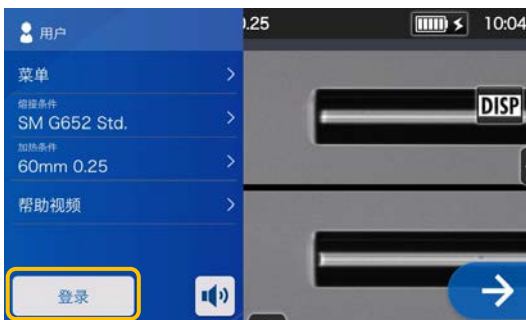 用户
.25
10:04
菜单
熔接条件
SM G652 Std.
加热条件
60mm 0.25
帮助视频
登录
DISP